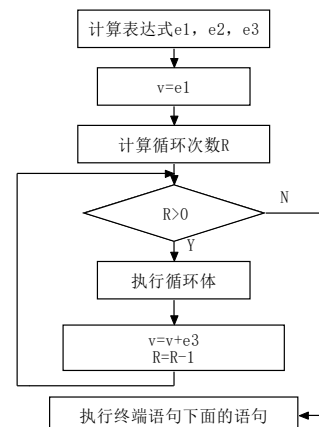 计算表达式e1，e2，e3
v=e1
计算循环次数R
R>0
N
Y
执行循环体
v=v+e3
R=R-1
执行终端语句下面的语句